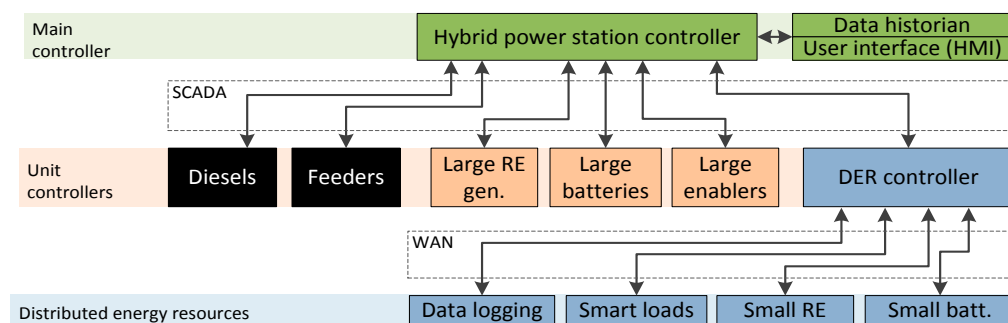 Main
controller
Hybrid power station controller
Data historian
User interface (HMI)
SCADA
Unit
controllers
Diesels
Feeders
Large RE
gen.
Large
batteries
Large
enablers
DER controller
WAN
Distributed energy resources
Data logging
Smart loads
Small RE
Small batt.